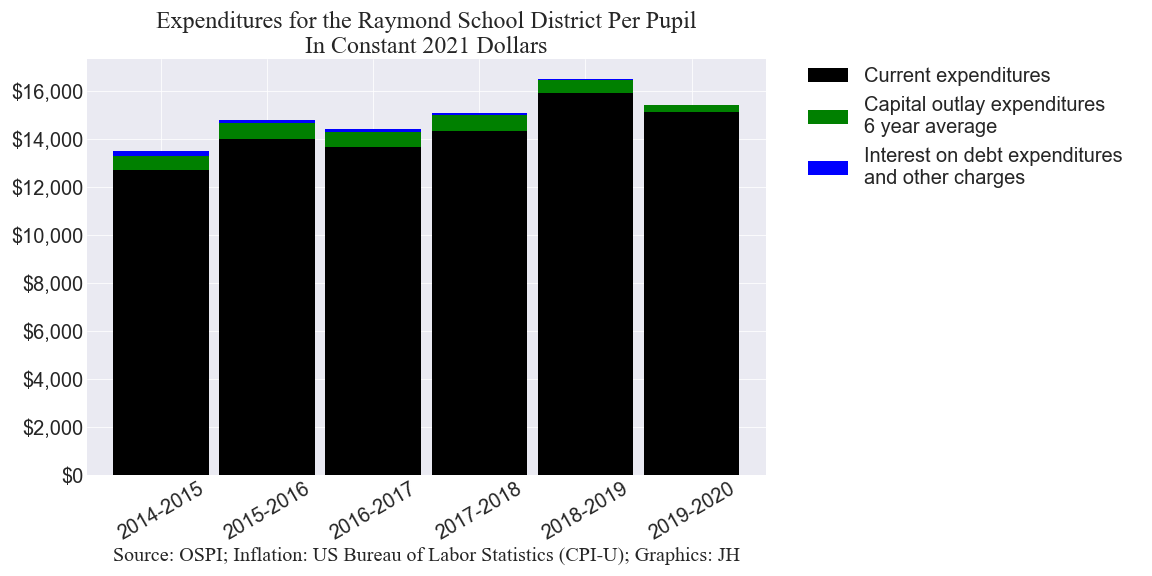 Expenditures for the Raymond School District Per Pupil
In Constant 2021 Dollars
$16,000
$14,000
$12,000
$10,000
$8,000
$6,000
$4,000
$2,000
$0
2014-2015
2015-2016
2016-2017
2017-2018
2018-2019
2019-2020
Current expenditures
Capital outlay expenditures
6 year average
Interest on debt expenditures
and other charges
Source: OSPI; Inflation: US Bureau of Labor Statistics (CPI-U); Graphics: JH